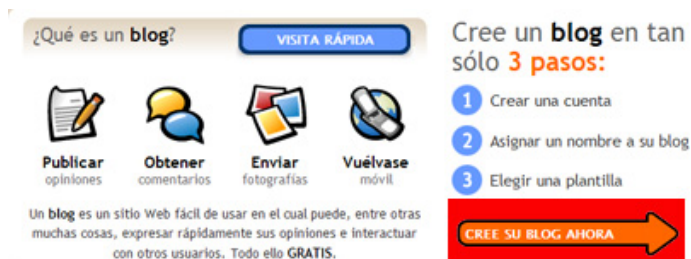 ¿Qué es un blog?
VISITA RÁPIDA
Publicar
opiniones
Obtener
comentarios
Enviar
fotografías
Vuélvase
móvil
Un blog es un sitio Web fácil de usar en el cual puede, entre otras
muchas cosas, expresar rápidamente sus opiniones e interactuar
con otros usuarios. Todo ello GRATIS.
Cree un blog en tan
sólo 3 pasos:
1 Crear una cuenta
2 Asignar un nombre a su blog
3 Elegir una plantilla
CREE SU BLOG AHORA